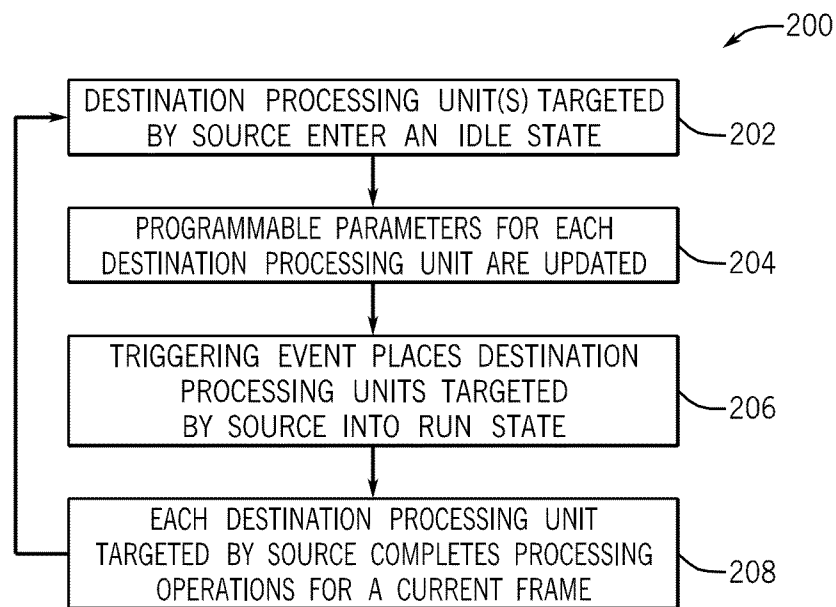 200
DESTINATION PROCESSING UNIT(S) TARGETED
BY SOURCE ENTER AN IDLE STATE
202
PROGRAMMABLE PARAMETERS FOR EACH
DESTINATION PROCESSING UNIT ARE UPDATED
204
TRIGGERING EVENT PLACES DESTINATION
PROCESSING UNITS TARGETED
BY SOURCE INTO RUN STATE
206
EACH DESTINATION PROCESSING UNIT
TARGETED BY SOURCE COMPLETES PROCESSING
OPERATIONS FOR A CURRENT FRAME
208